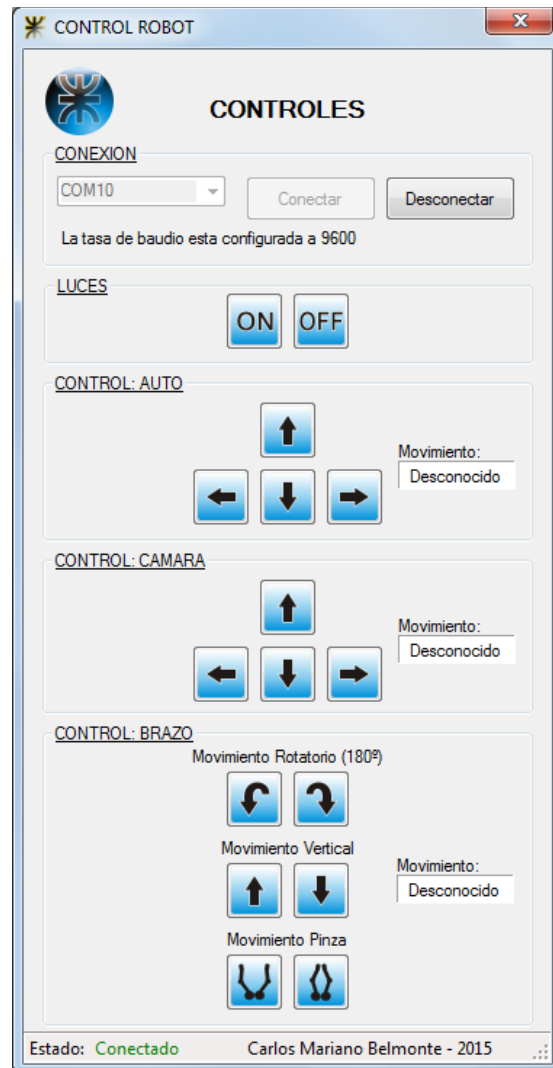 CONTROL ROBOT
CONTROLES
CONEXION
COM10
Conectar
Desconectar
La tasa de baudio esta configurada a 9600
LUCES
ON
OFF
CONTROL: AUTO
Movimiento:
Desconocido
CONTROL: CAMARA
Movimiento:
Desconocido
CONTROL: BRAZO
Movimiento Rotatorio (180º)
Movimiento Vertical
Movimiento:
Desconocido
Movimiento Pinza
Estado: Conectado
Carlos Mariano Belmonte - 2015